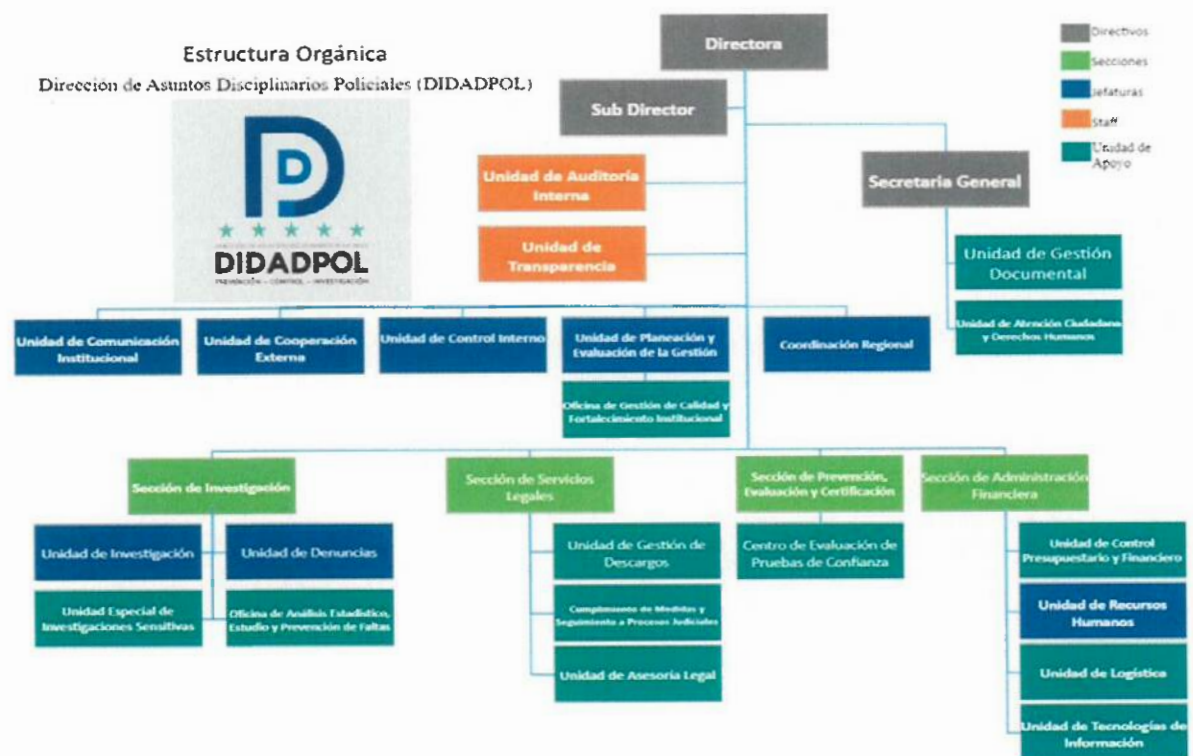 Estructura Orgánica
Dirección de Asuntos Disciplinarios Policiales (DIDADPOL)
DIDADPOL
PREVENCIÓN – CONTROL – INVESTIGACIÓN
Directora
Sub Director
Directivos
Secciones
Jefaturas
Staff
Unidad de
Apoyo
Unidad de Auditoría
Interna
Secretaria General
Unidad de
Transparencia
Unidad de Gestión
Documental
Unidad de Atención Ciudadana
y Derechos Humanos
Unidad de Comunicación
Institucional
Unidad de Cooperación
Externa
Unidad de Control Interno
Unidad de Planeación y
Evaluación de la Gestión
Coordinación Regional
Oficina de Gestión de Calidad y
Fortalecimiento Institucional
Sección de Investigación
Sección de Servicios
Legales
Sección de Prevención,
Evaluación y Certificación
Sección de Administración
Financiera
Unidad de Investigación
Unidad de Denuncias
Unidad Especial de
Investigaciones Sensitivas
Oficina de Análisis Estadístico,
Estudio y Prevención de Faltas
Unidad de Gestión de
Descargos
Cumplimiento de Medidas y
Seguimiento a Procesos Judiciales
Unidad de Asesoría Legal
Centro de Evaluación de
Pruebas de Confianza
Unidad de Control
Presupuestario y Financiero
Unidad de Recursos
Humanos
Unidad de Logística
Unidad de Tecnologías de
Información